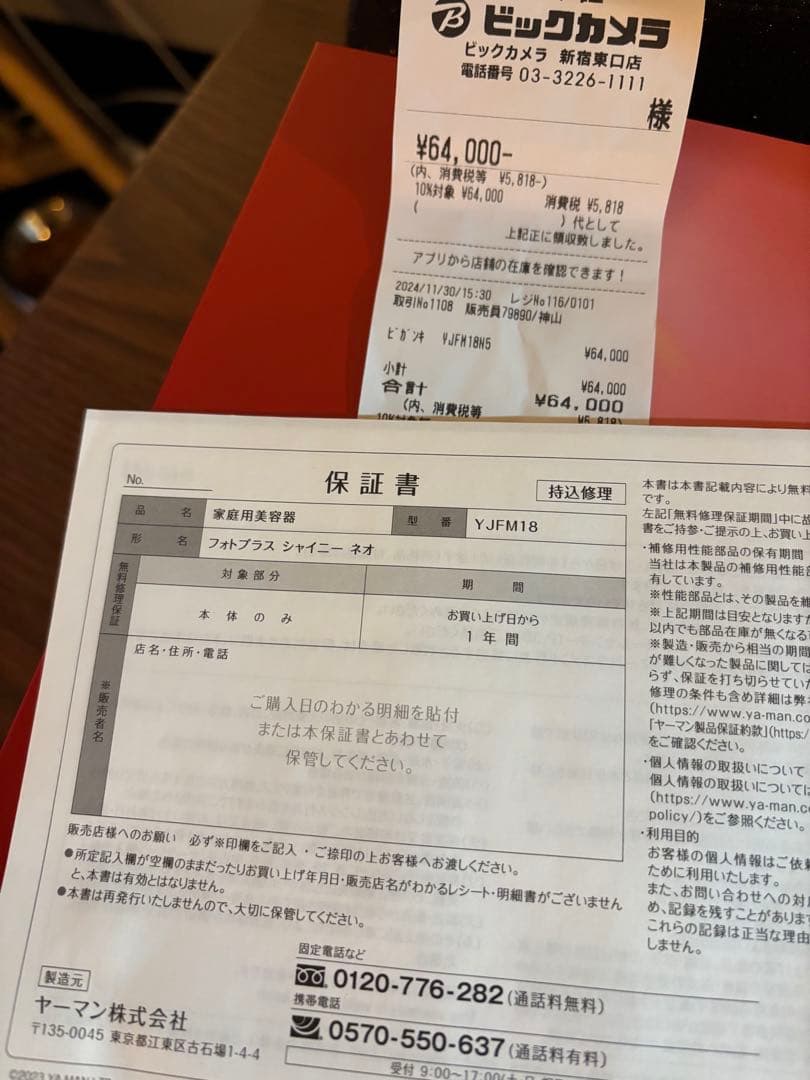 ビックカメラ
ビックカメラ 新宿東口店
電話番号 03-3226-1111
様
¥64,000-
(内、消費税等 ¥5,818-)
10%対象 ¥64,000 消費税 ¥5,818
( )代として
上記正に領収致しました。
アプリから店舗の在庫を確認できます!
2024/11/30/15:30 レジNo116/0101
取引No1108 販売員79890/神山
ビガンキ YJFM18N5
¥64,000
小計 ¥64,000
合計 ¥64,000
(内、消費税等 ¥5,818)
保証書
No.
持込修理
品名 家庭用美容器 型番 YJFM18
形名 フォトプラス シャイニー ネオ
無料修理保証
対象部分 期間
本体のみ お買い上げ日から
1年間
※販売者名
店名・住所・電話
ご購入日のわかる明細を貼付
または本保証書とあわせて
保管してください。
販売店様へのお願い 必ず※印欄をご記入・ご捺印の上お客様へお渡しください。
●所定記入欄が空欄のままだったりお買い上げ年月日・販売店名がわかるレシート・明細書がございません
と、本書は有効とはなりません。
●本書は再発行いたしませんので、大切に保管してください。
製造元
ヤーマン株式会社
〒135-0045 東京都江東区古石場1-4-4
固定電話など
0120-776-282(通話料無料)
携帯電話
0570-550-637(通話料有料)
受付 9:00~17:00
本書は本書記載内容により無料
です。
左記「無料修理保証期間」中に故
書をご持参・ご提示の上、お買い上
・補修用性能部品の保有期間
当社は本製品の補修用性能部
有しています。
※性能部品とは、その製品を維
※上記期間は目安となりますが
以内でも部品在庫が無くなる
※製造・販売から相当の期間
が難しくなった製品に関しては
らず、保証を打ち切らせていた
修理の条件も含め詳細は弊
(https://www.ya-man.co
「ヤーマン製品保証約款」(https:/
をご確認ください。
・個人情報の取扱いについて
個人情報の取扱いについては
(https://www.ya-man.co
policy/)をご参照ください。
・利用目的
お客様の個人情報はご依頼
ために利用いたします。
また、お問い合わせへの対応
め、記録を残すことがあります
これらの記録は正当な理由
しません。